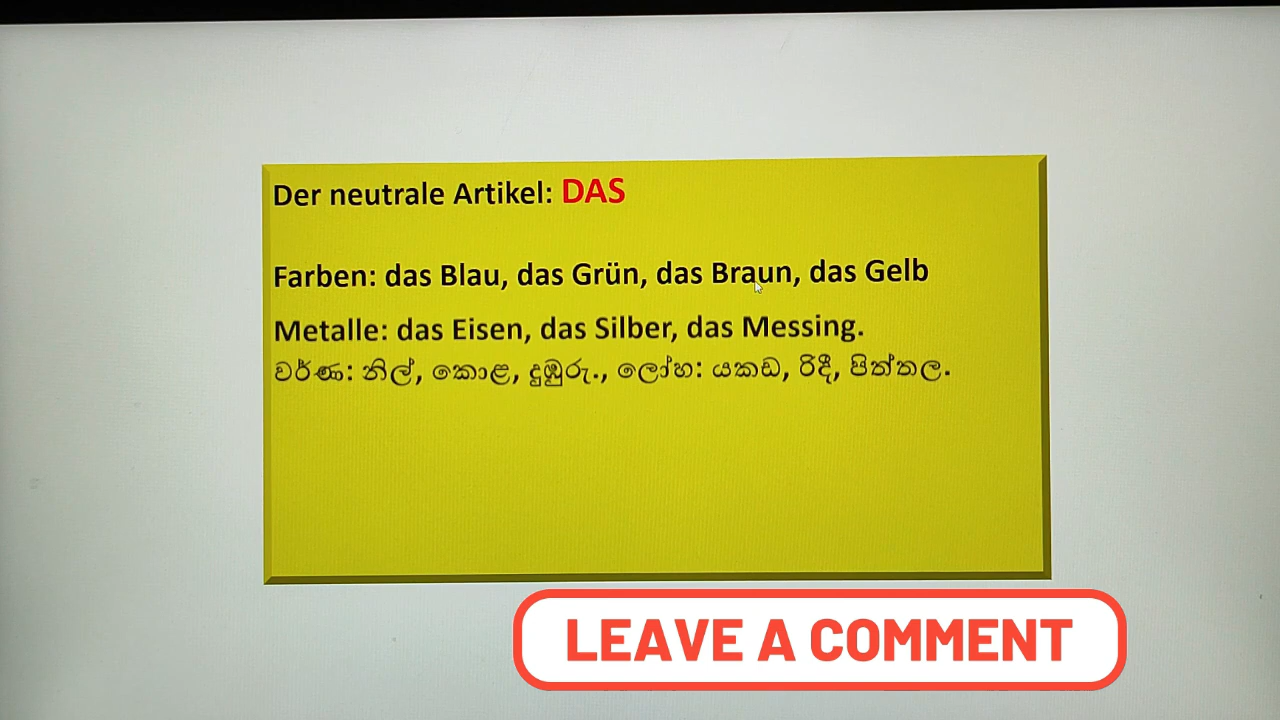 Der neutrale Artikel: DAS
Farben: das Blau, das Grün, das Braun, das Gelb
Metalle: das Eisen, das Silber, das Messing.
වර්ණ: නිල්, කොළ, දුඹුරු., ලෝහ: යකඩ, රිදී, පිත්තල.
LEAVE A COMMENT